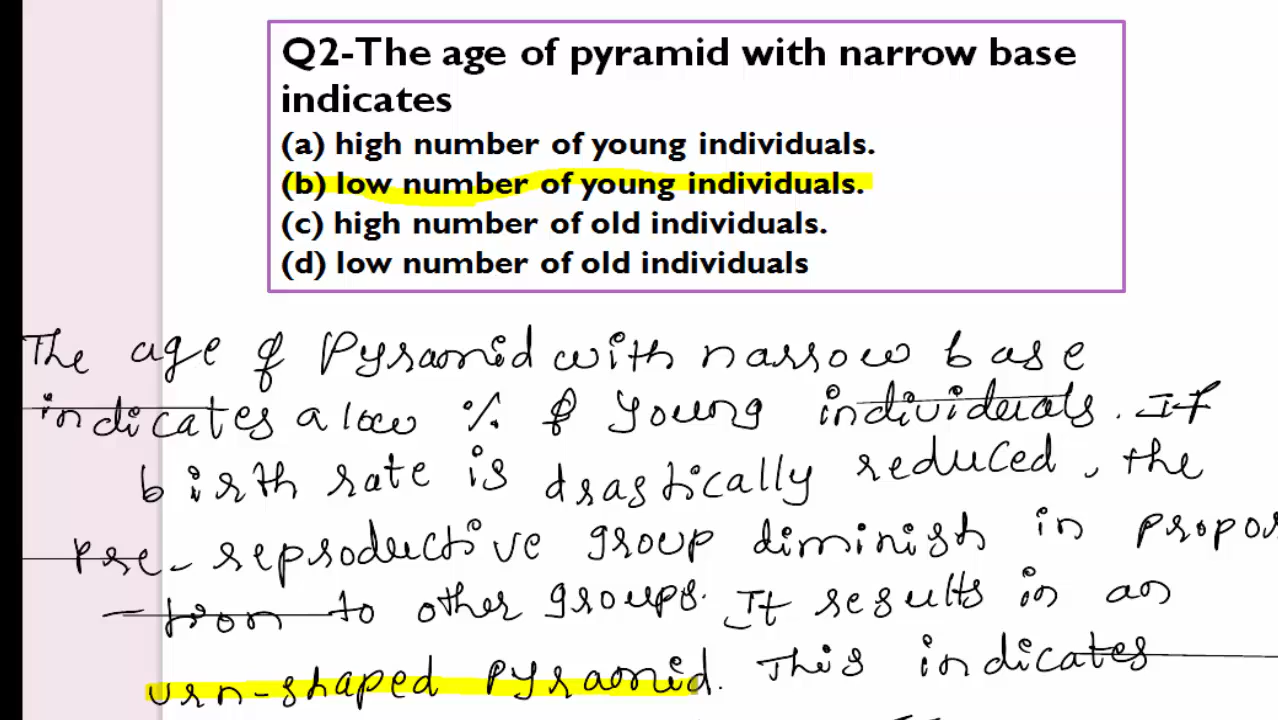 Q2-The age of pyramid with narrow base
indicates
(a) high number of young individuals.
(b) low number of young individuals.
(c) high number of old individuals.
(d) low number of old individuals
The age of Pyramid with narrow base
indicates a low % of young individuals. If
birth rate is drastically reduced, the
pre-reproductive group diminish in propor
-tion to other groups. It results in an
urn-shaped pyramid. This indicates